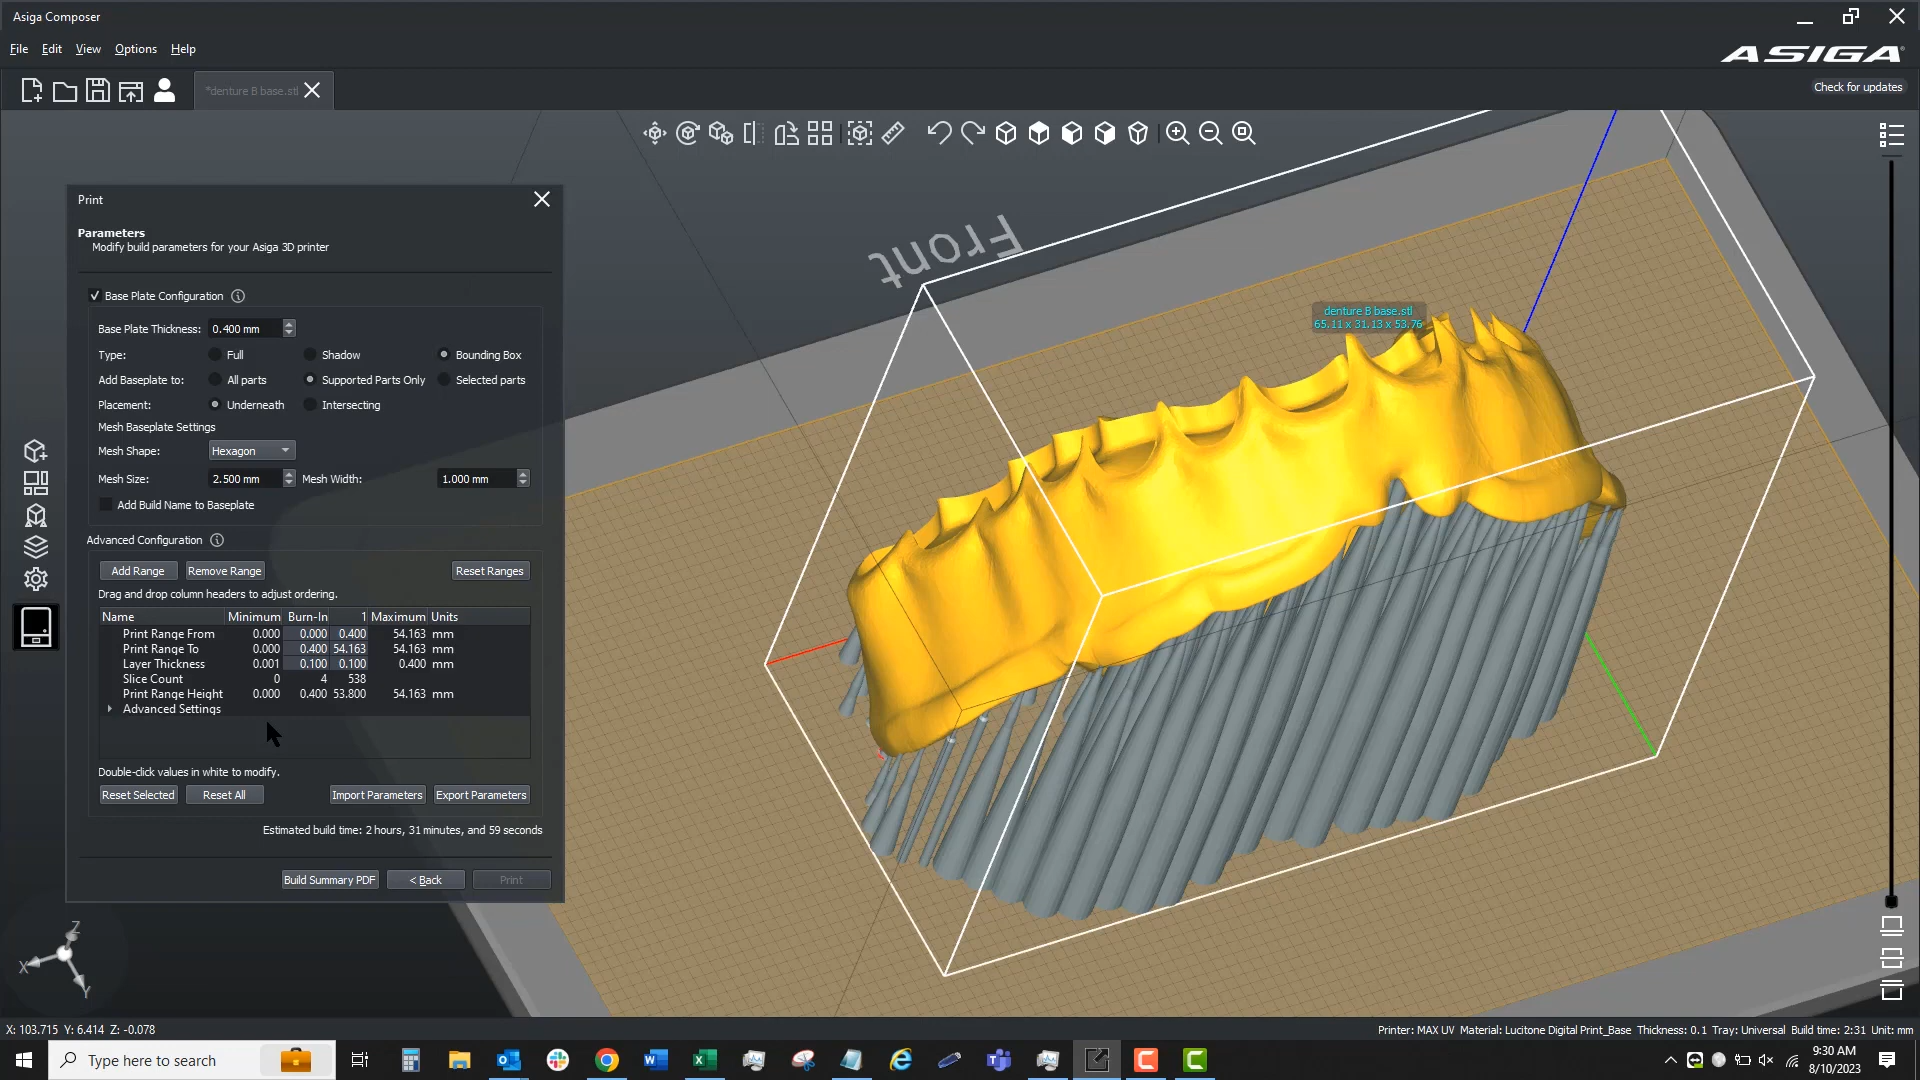 Asiga Composer
File Edit View Options Help
ASIGA
*denture B base.stl
Check for updates
Front
denture B base.stl
65.11 x 31.13 x 53.76
Print
Parameters
Modify build parameters for your Asiga 3D printer
Base Plate Configuration
Base Plate Thickness: 0.400 mm
Type: Full Shadow Bounding Box
Add Baseplate to: All parts Supported Parts Only Selected parts
Placement: Underneath Intersecting
Mesh Baseplate Settings
Mesh Shape: Hexagon
Mesh Size: 2.500 mm Mesh Width: 1.000 mm
Add Build Name to Baseplate
Advanced Configuration
Add Range Remove Range Reset Ranges
Drag and drop column headers to adjust ordering.
Name Minimum Burn-In 1 Maximum Units
Print Range From 0.000 0.000 0.400 54.163 mm
Print Range To 0.000 0.400 54.163 54.163 mm
Layer Thickness 0.001 0.100 0.100 0.400 mm
Slice Count 0 4 538
Print Range Height 0.000 0.400 53.800 54.163 mm
Advanced Settings
Double-click values in white to modify.
Reset Selected Reset All Import Parameters Export Parameters
Estimated build time: 2 hours, 31 minutes, and 59 seconds
Build Summary PDF < Back Print
Z
X
Y
X: 103.715 Y: 6.414 Z: -0.078
Printer: MAX UV Material: Lucitone Digital Print_Base Thickness: 0.1 Tray: Universal Build time: 2:31 Unit: mm
Type here to search
9:30 AM
8/10/2023